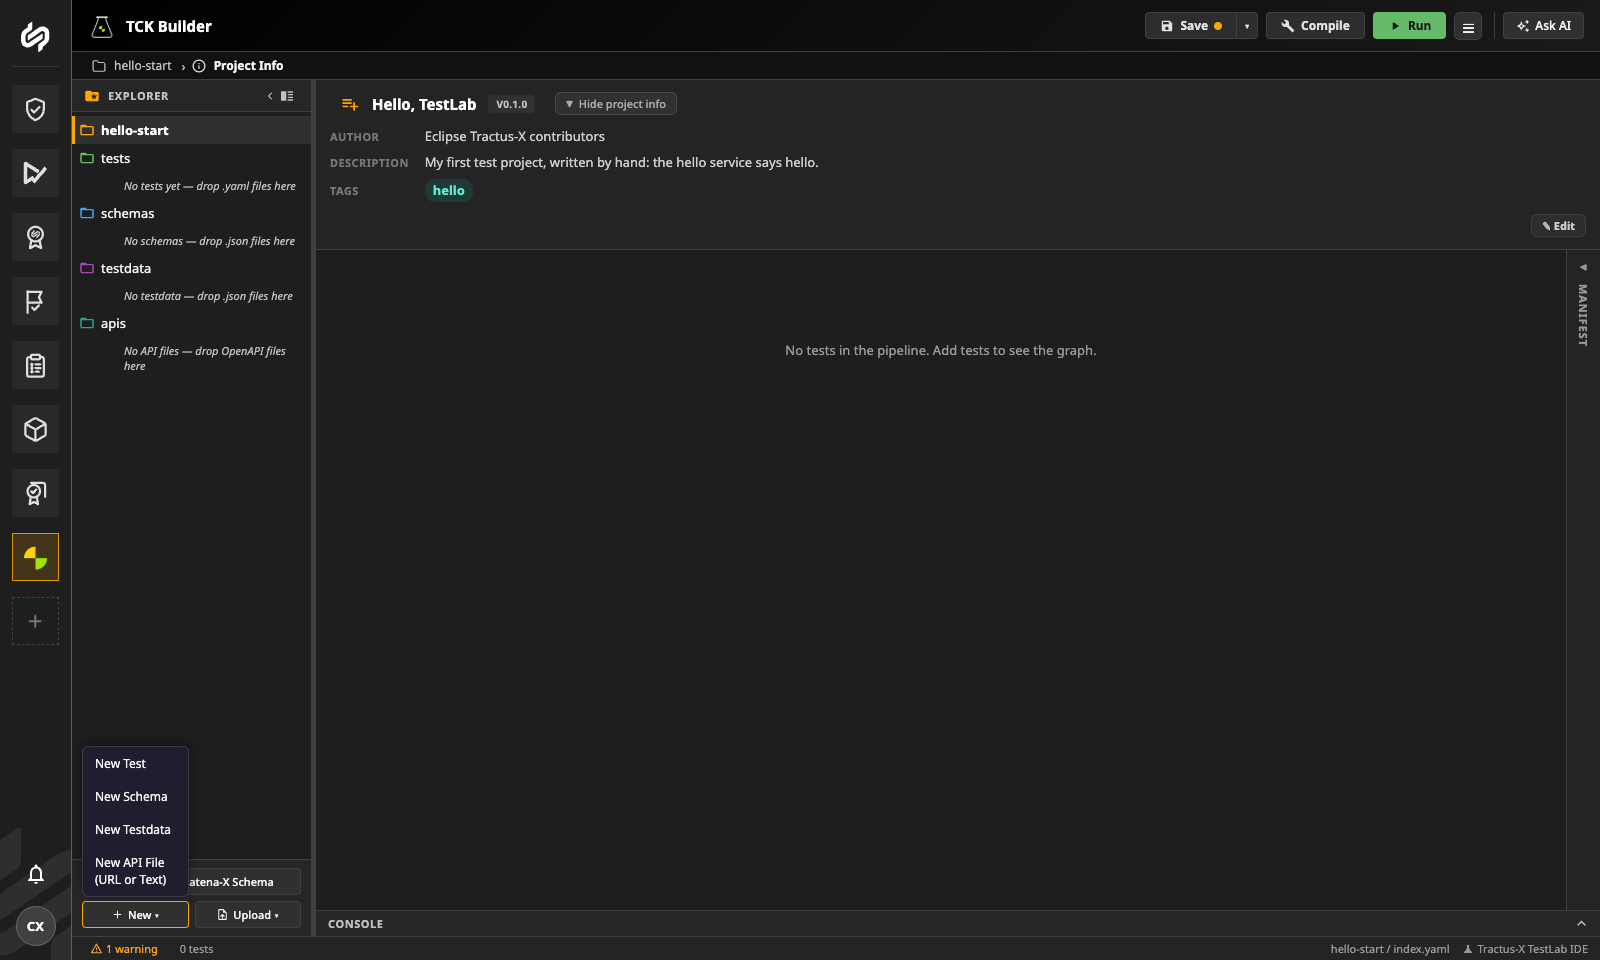 TCK Builder
Save
Compile
Run
Ask AI
hello-start › Project Info
EXPLORER
hello-start
tests
No tests yet — drop .yaml files here
schemas
No schemas — drop .json files here
testdata
No testdata — drop .json files here
apis
No API files — drop OpenAPI files
here
New Test
New Schema
New Testdata
New API File
(URL or Text)
atena-X Schema
+ New
Upload
Hello, TestLab
V0.1.0
Hide project info
AUTHOR
Eclipse Tractus-X contributors
DESCRIPTION
My first test project, written by hand: the hello service says hello.
TAGS
hello
Edit
MANIFEST
No tests in the pipeline. Add tests to see the graph.
CONSOLE
CX
1 warning
0 tests
hello-start / index.yaml
Tractus-X TestLab IDE